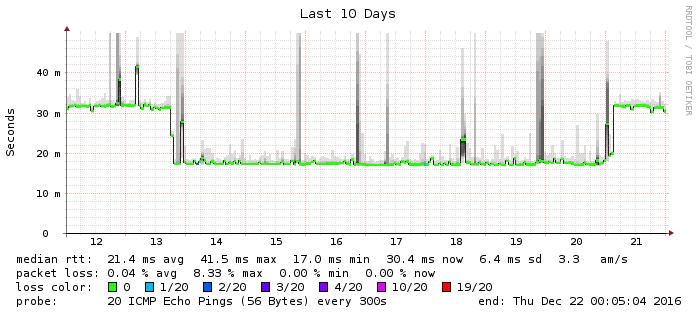 Last 10 Days
RRDTOOL / TOBI OETIKER
Seconds
40 m
30 m
20 m
10 m
0
12 13 14 15 16 17 18 19 20 21
median rtt: 21.4 ms avg 41.5 ms max 17.0 ms min 30.4 ms now 6.4 ms sd 3.3 am/s
packet loss: 0.04 % avg 8.33 % max 0.00 % min 0.00 % now
loss color: 0 1/20 2/20 3/20 4/20 10/20 19/20
probe: 20 ICMP Echo Pings (56 Bytes) every 300s end: Thu Dec 22 00:05:04 2016